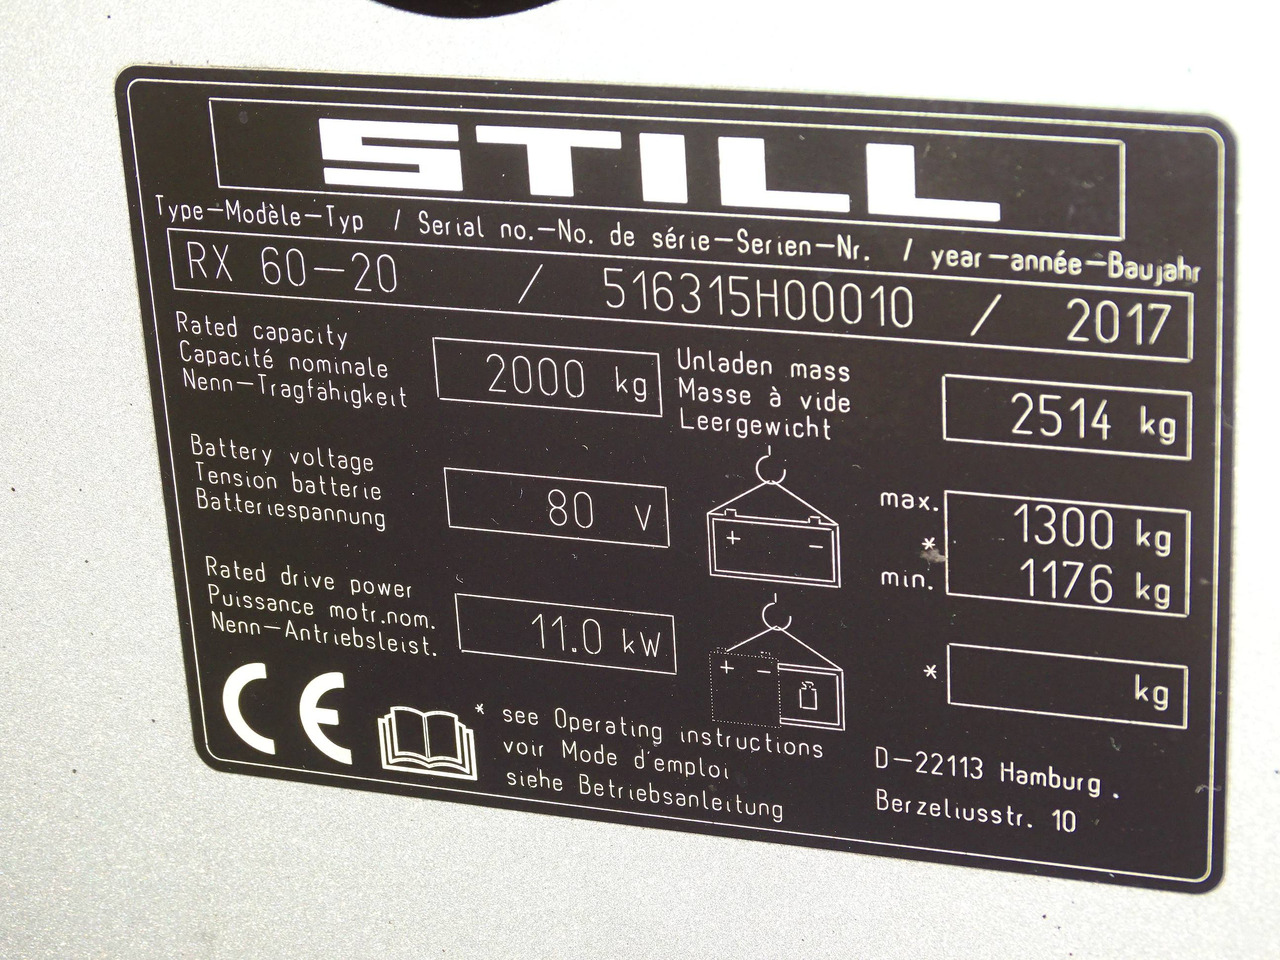 STILL
Type-Modèle-Typ / Serial no.-No. de série-Serien-Nr. / year-année-Baujahr
RX 60-20 / 516315H00010 / 2017
Rated capacity
Capacité nominale
Nenn-Tragfähigkeit
2000 kg
Unladen mass
Masse à vide
Leergewicht
2514 kg
Battery voltage
Tension batterie
Batteriespannung
80 V
+ -
max. 1300 kg
*
min. 1176 kg
Rated drive power
Puissance motr.nom.
Nenn-Antriebsleist.
11.0 kW
+ -
* kg
CE
* see Operating instructions
voir Mode d'emploi
siehe Betriebsanleitung
D-22113 Hamburg.
Berzeliusstr. 10